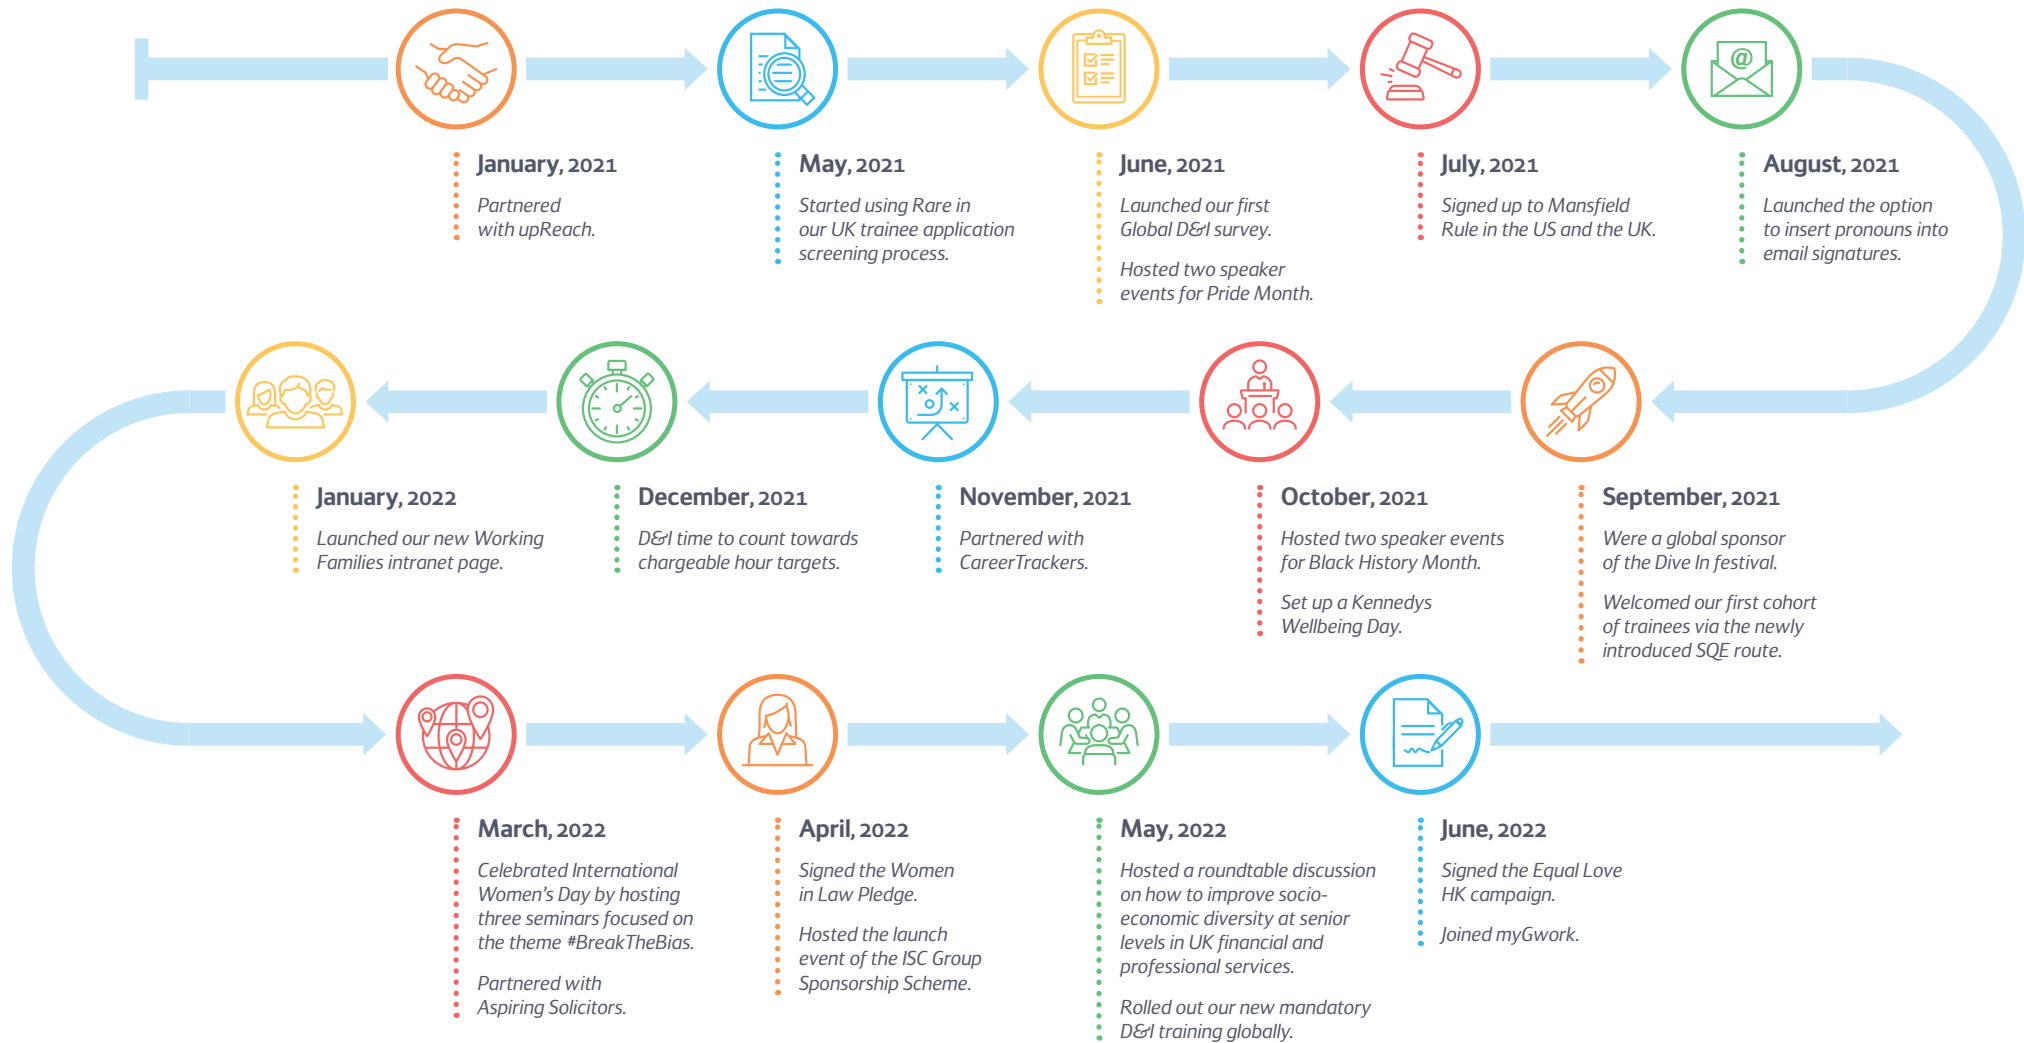 @
January, 2021
Partnered
with upReach.
May, 2021
Started using Rare in
our UK trainee application
screening process.
June, 2021
Launched our first
Global D&I survey.
Hosted two speaker
events for Pride Month.
July, 2021
Signed up to Mansfield
Rule in the US and the UK.
August, 2021
Launched the option
to insert pronouns into
email signatures.
September, 2021
Were a global sponsor
of the Dive In festival.
Welcomed our first cohort
of trainees via the newly
introduced SQE route.
October, 2021
Hosted two speaker events
for Black History Month.
Set up a Kennedys
Wellbeing Day.
November, 2021
Partnered with
CareerTrackers.
December, 2021
D&I time to count towards
chargeable hour targets.
January, 2022
Launched our new Working
Families intranet page.
March, 2022
Celebrated International
Women's Day by hosting
three seminars focused on
the theme #BreakTheBias.
Partnered with
Aspiring Solicitors.
April, 2022
Signed the Women
in Law Pledge.
Hosted the launch
event of the ISC Group
Sponsorship Scheme.
May, 2022
Hosted a roundtable discussion
on how to improve socio-
economic diversity at senior
levels in UK financial and
professional services.
Rolled out our new mandatory
D&I training globally.
June, 2022
Signed the Equal Love
HK campaign.
Joined myGwork.